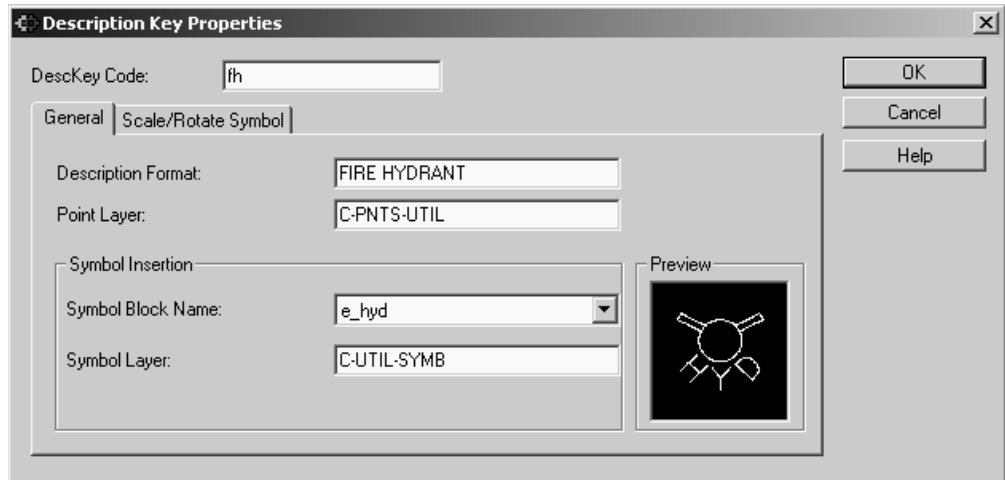 Description Key Properties
DescKey Code: fh
OK
General Scale/Rotate Symbol
Cancel
Help
Description Format: FIRE HYDRANT
Point Layer: C-PNTS-UTIL
Symbol Insertion
Preview
Symbol Block Name: e_hyd
Symbol Layer: C-UTIL-SYMB
HYD